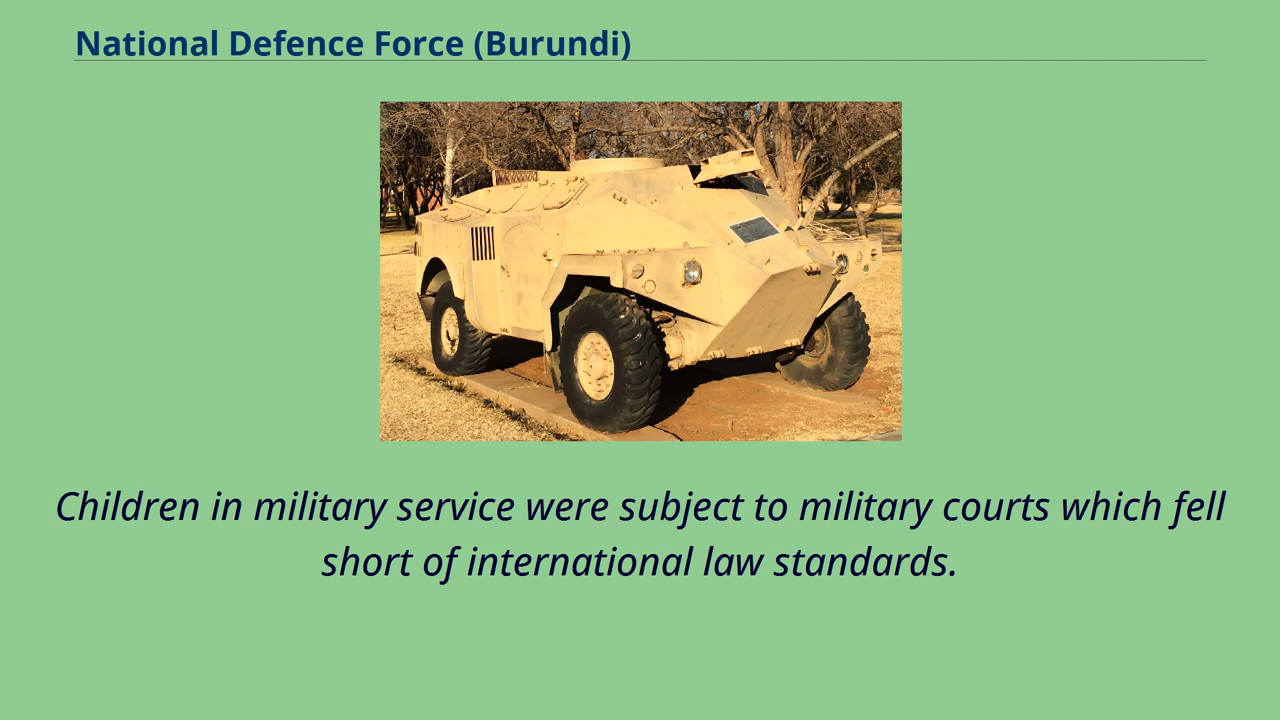 National Defence Force (Burundi)
Children in military service were subject to military courts which fell
short of international law standards.